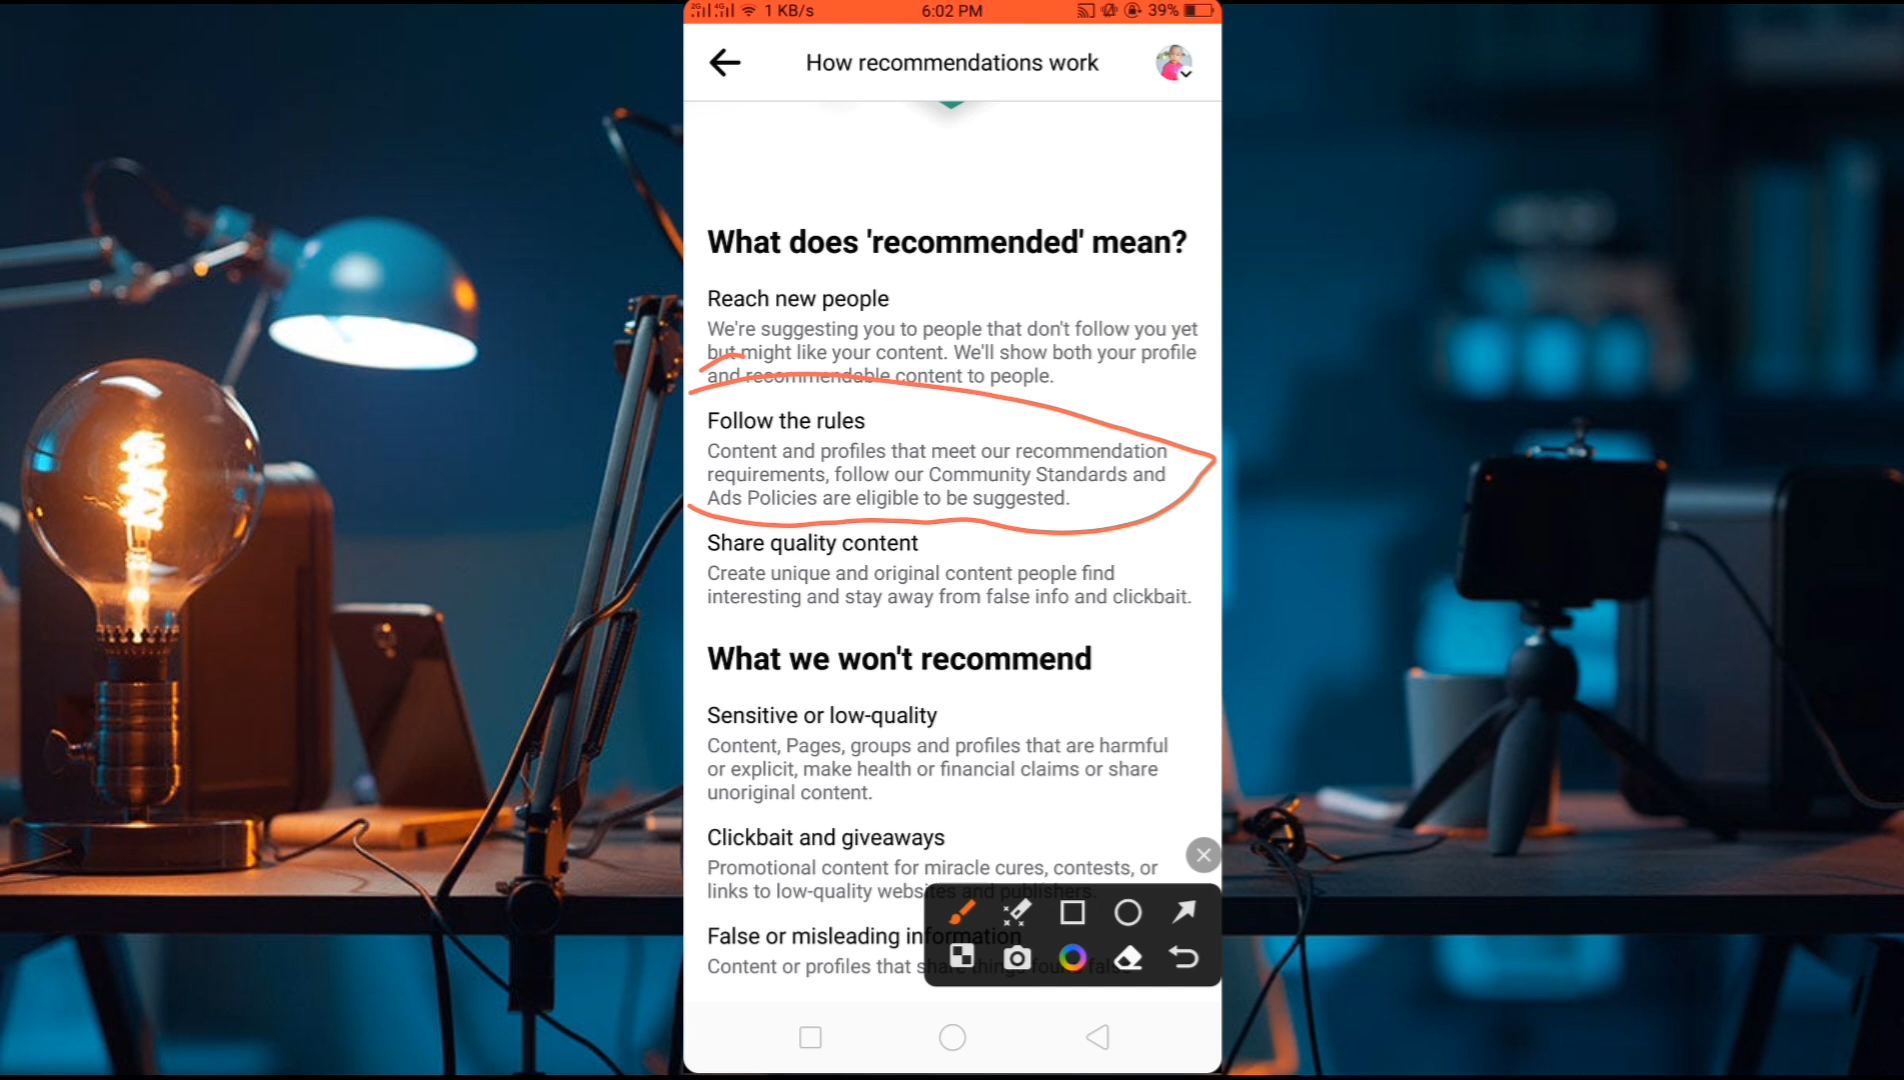 2G 4G 1 KB/s 6:02 PM 39%
How recommendations work
What does 'recommended' mean?
Reach new people
We're suggesting you to people that don't follow you yet
but might like your content. We'll show both your profile
and recommendable content to people.
Follow the rules
Content and profiles that meet our recommendation
requirements, follow our Community Standards and
Ads Policies are eligible to be suggested.
Share quality content
Create unique and original content people find
interesting and stay away from false info and clickbait.
What we won't recommend
Sensitive or low-quality
Content, Pages, groups and profiles that are harmful
or explicit, make health or financial claims or share
unoriginal content.
Clickbait and giveaways
Promotional content for miracle cures, contests, or
links to low-quality websites and publishers.
False or misleading information
Content or profiles that share things found false